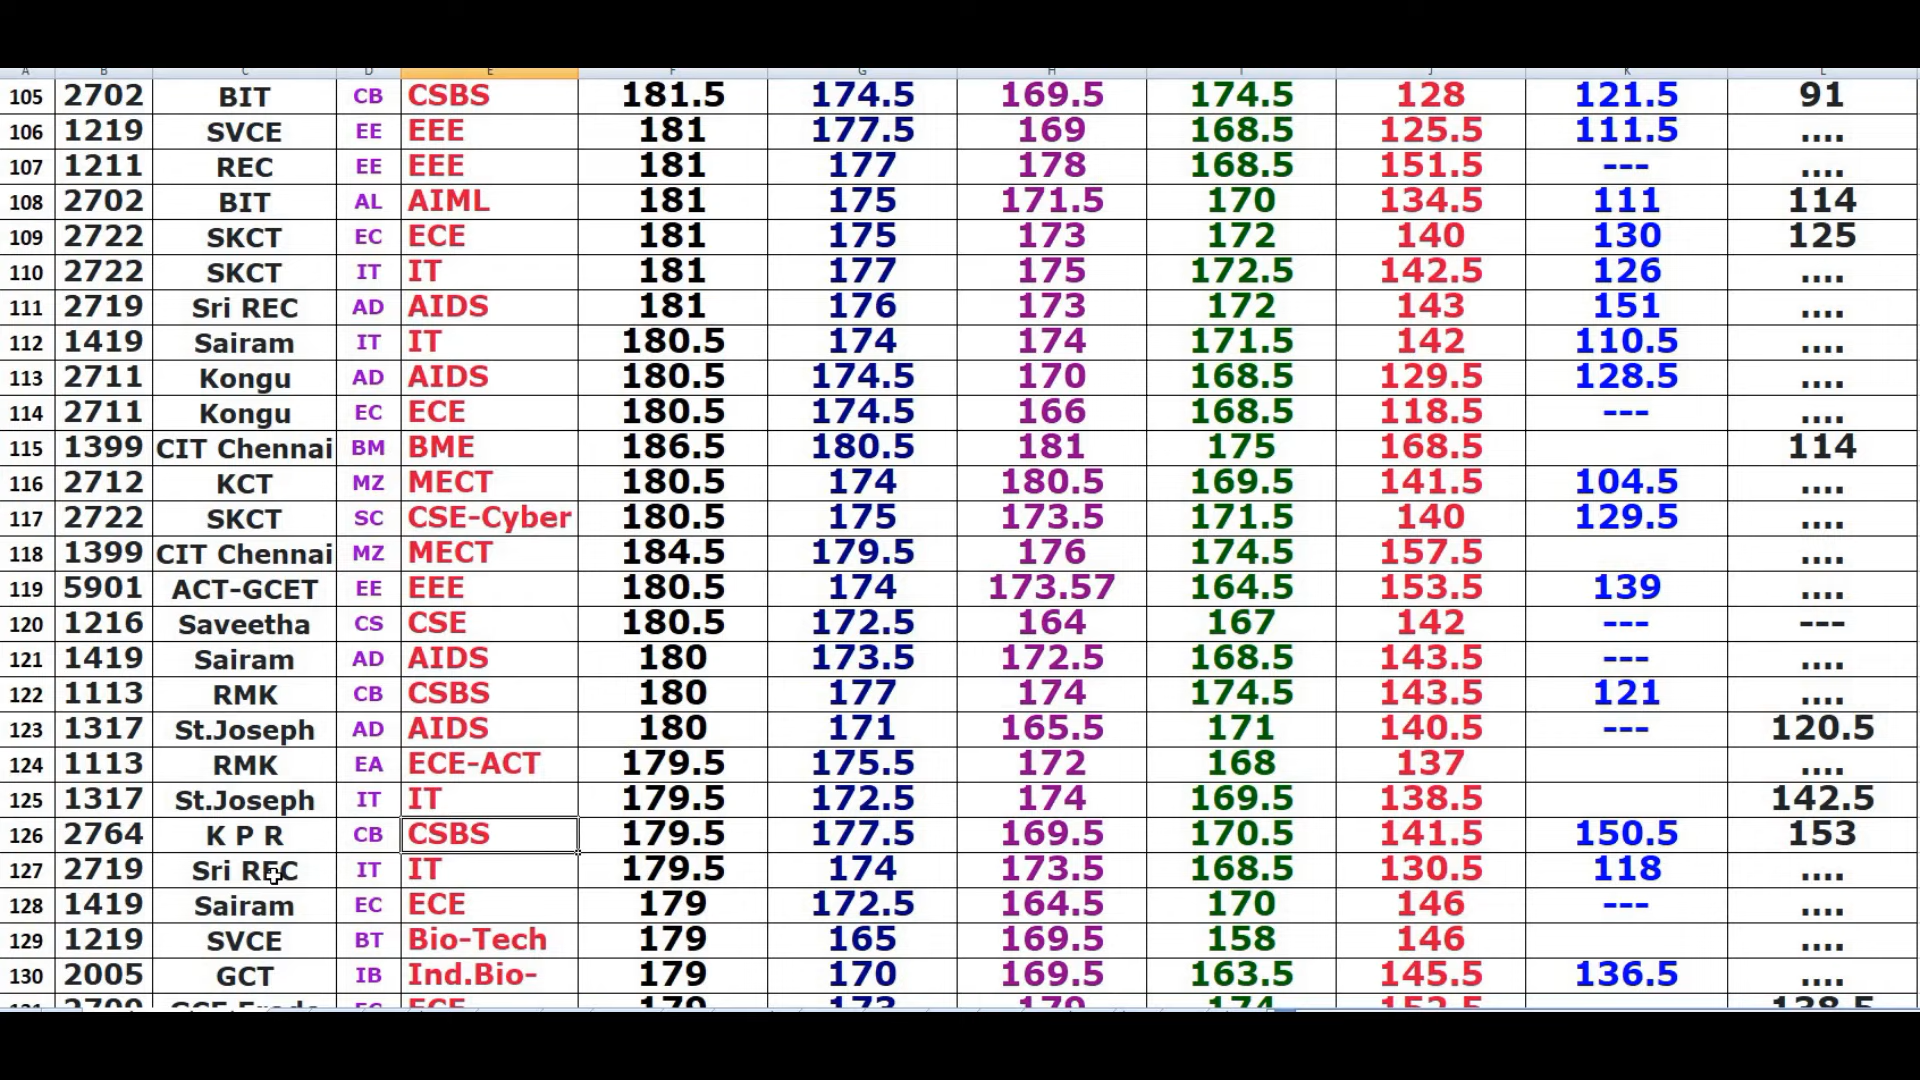 A B C D E F G H I J K L
105 2702 BIT CB CSBS 181.5 174.5 169.5 174.5 128 121.5 91
106 1219 SVCE EE EEE 181 177.5 169 168.5 125.5 111.5 ....
107 1211 REC EE EEE 181 177 178 168.5 151.5 --- ....
108 2702 BIT AL AIML 181 175 171.5 170 134.5 111 114
109 2722 SKCT EC ECE 181 175 173 172 140 130 125
110 2722 SKCT IT IT 181 177 175 172.5 142.5 126 ....
111 2719 Sri REC AD AIDS 181 176 173 172 143 151 ....
112 1419 Sairam IT IT 180.5 174 174 171.5 142 110.5 ....
113 2711 Kongu AD AIDS 180.5 174.5 170 168.5 129.5 128.5 ....
114 2711 Kongu EC ECE 180.5 174.5 166 168.5 118.5 --- ....
115 1399 CIT Chennai BM BME 186.5 180.5 181 175 168.5 114
116 2712 KCT MZ MECT 180.5 174 180.5 169.5 141.5 104.5 ....
117 2722 SKCT SC CSE-Cyber 180.5 175 173.5 171.5 140 129.5 ....
118 1399 CIT Chennai MZ MECT 184.5 179.5 176 174.5 157.5 ....
119 5901 ACT-GCET EE EEE 180.5 174 173.57 164.5 153.5 139 ....
120 1216 Saveetha CS CSE 180.5 172.5 164 167 142 --- ---
121 1419 Sairam AD AIDS 180 173.5 172.5 168.5 143.5 --- ....
122 1113 RMK CB CSBS 180 177 174 174.5 143.5 121 ....
123 1317 St.Joseph AD AIDS 180 171 165.5 171 140.5 --- 120.5
124 1113 RMK EA ECE-ACT 179.5 175.5 172 168 137 ....
125 1317 St.Joseph IT IT 179.5 172.5 174 169.5 138.5 142.5
126 2764 K P R CB CSBS 179.5 177.5 169.5 170.5 141.5 150.5 153
127 2719 Sri REC IT IT 179.5 174 173.5 168.5 130.5 118 ....
128 1419 Sairam EC ECE 179 172.5 164.5 170 146 --- ....
129 1219 SVCE BT Bio-Tech 179 165 169.5 158 146 ....
130 2005 GCT IB Ind.Bio- 179 170 169.5 163.5 145.5 136.5 ....